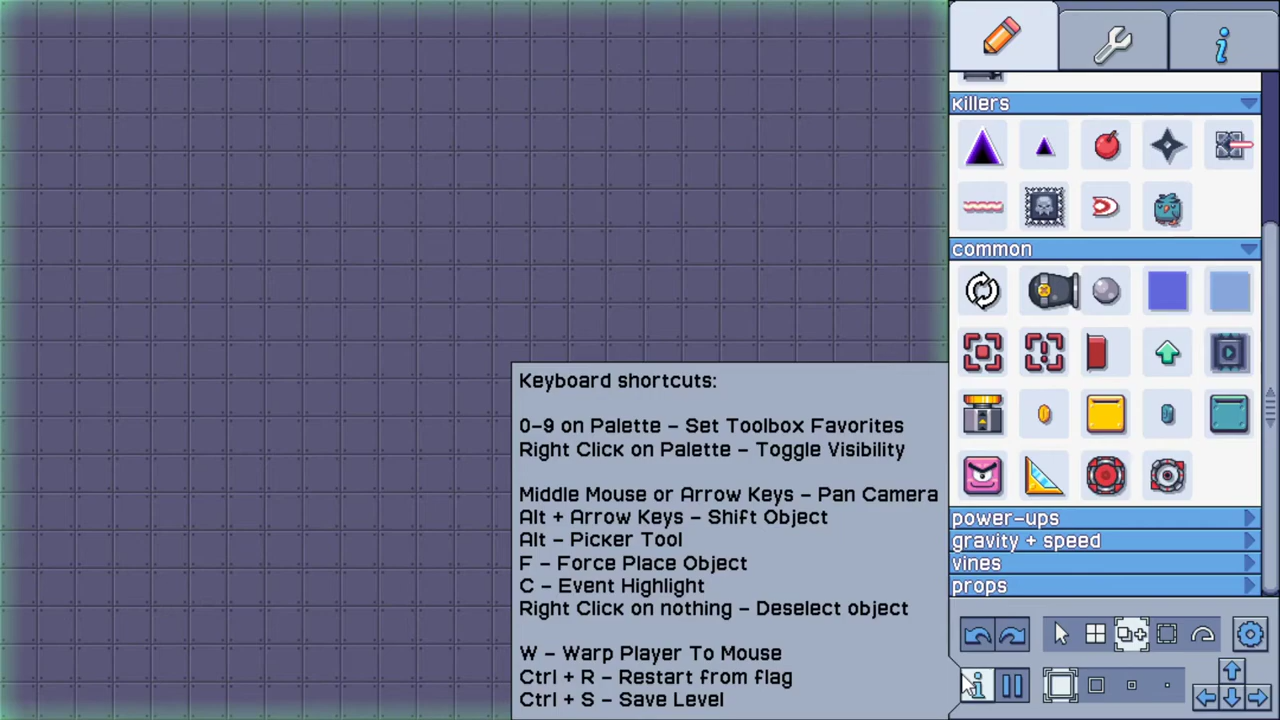 killers
common
Keyboard shortcuts:
0-9 on Palette - Set Toolbox Favorites
Right Click on Palette - Toggle Visibility
Middle Mouse or Arrow Keys - Pan Camera
Alt + Arrow Keys - Shift Object
Alt - Picker Tool
F - Force Place Object
C - Event Highlight
Right Click on nothing - Deselect object
W - Warp Player To Mouse
Ctrl + R - Restart from flag
Ctrl + S - Save Level
power-ups
gravity + speed
vines
props